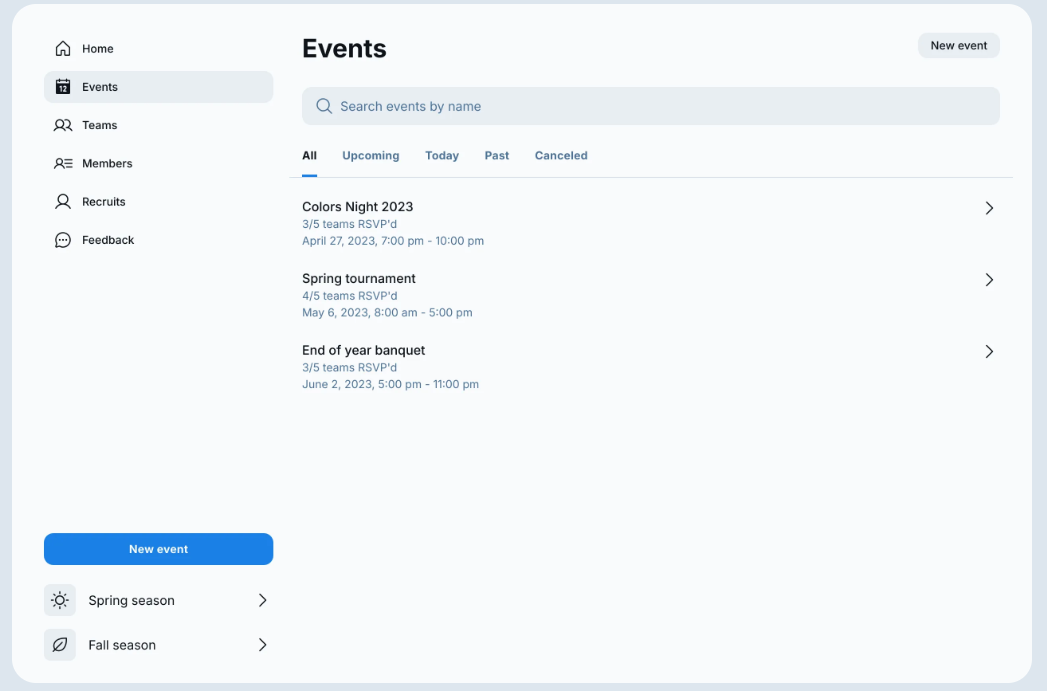 Home
12
Events
Teams
Members
Recruits
Feedback
New event
Spring season
Fall season
Events
New event
Search events by name
All Upcoming Today Past Canceled
Colors Night 2023
3/5 teams RSVP'd
April 27, 2023, 7:00 pm - 10:00 pm
Spring tournament
4/5 teams RSVP'd
May 6, 2023, 8:00 am - 5:00 pm
End of year banquet
3/5 teams RSVP'd
June 2, 2023, 5:00 pm - 11:00 pm